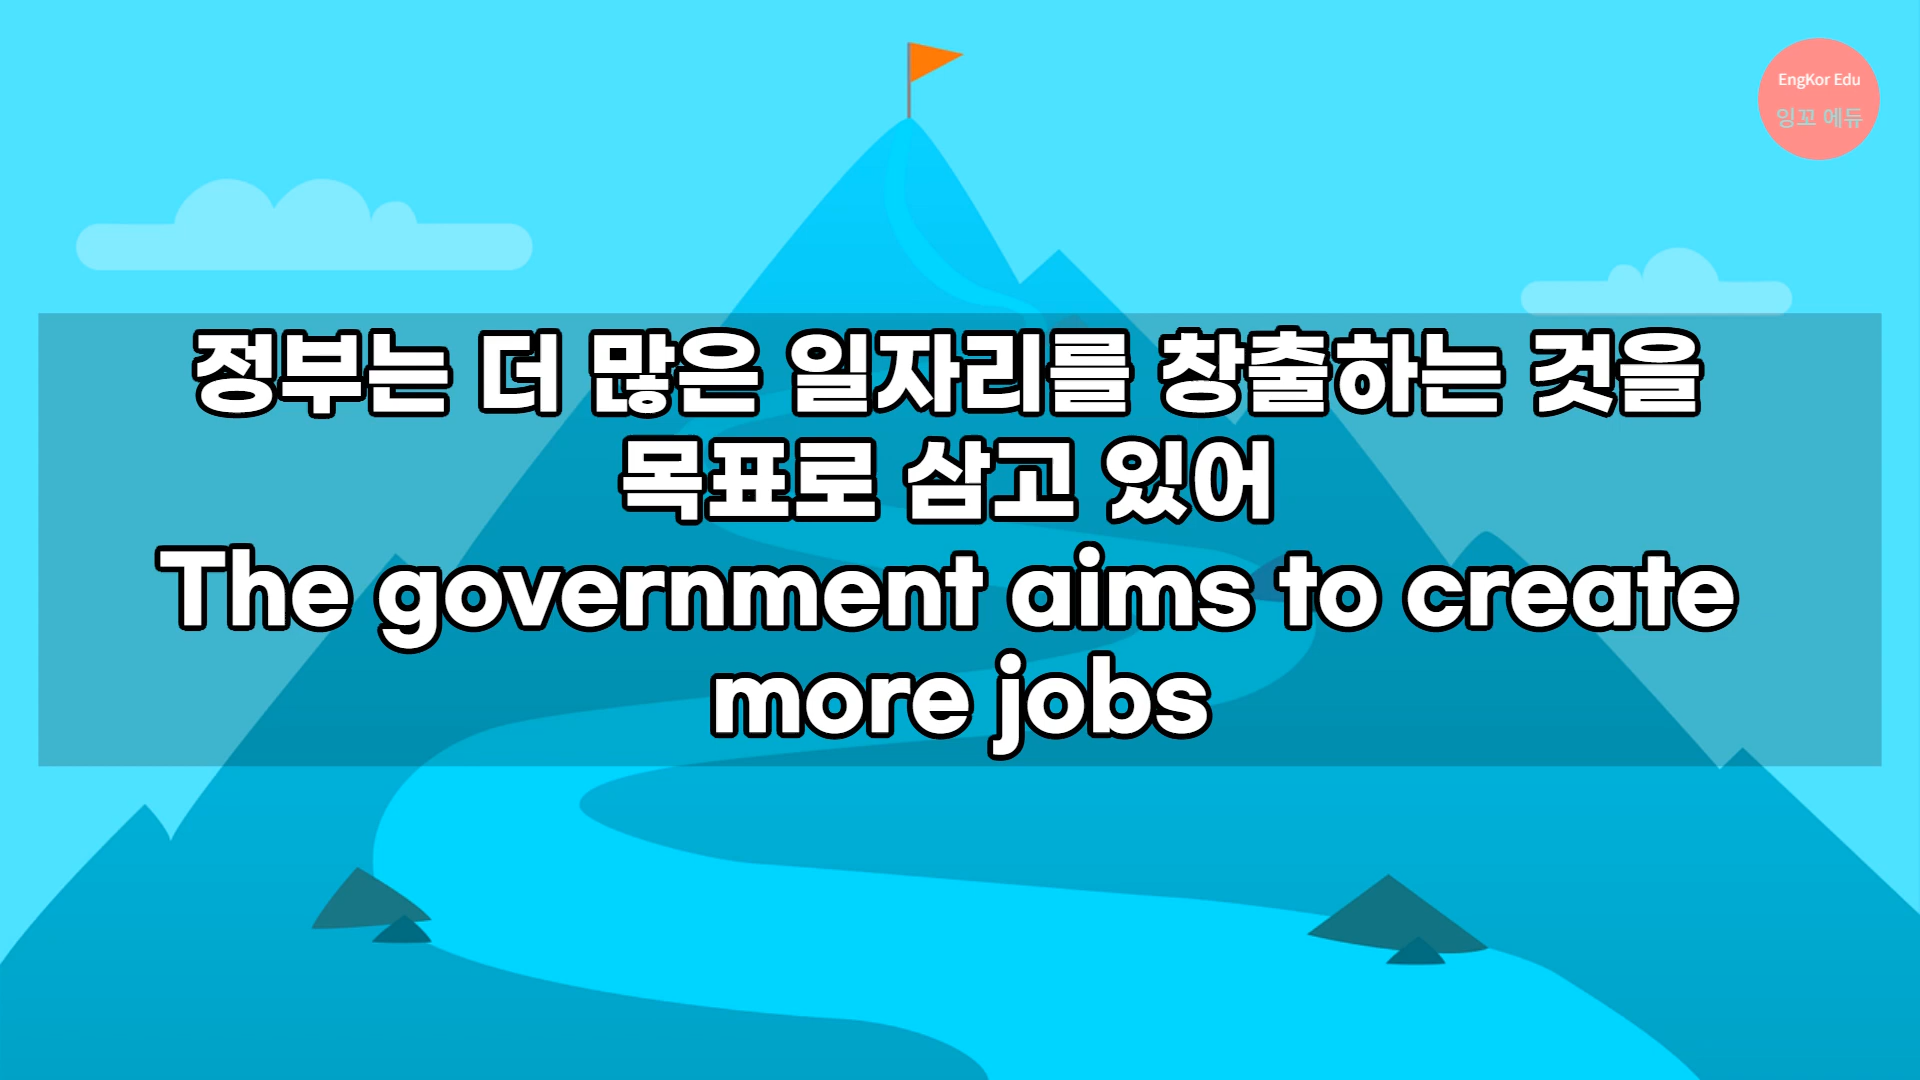 EngKor Edu
잉꼬 에듀
정부는 더 많은 일자리를 창출하는 것을
목표로 삼고 있어
The government aims to create
more jobs